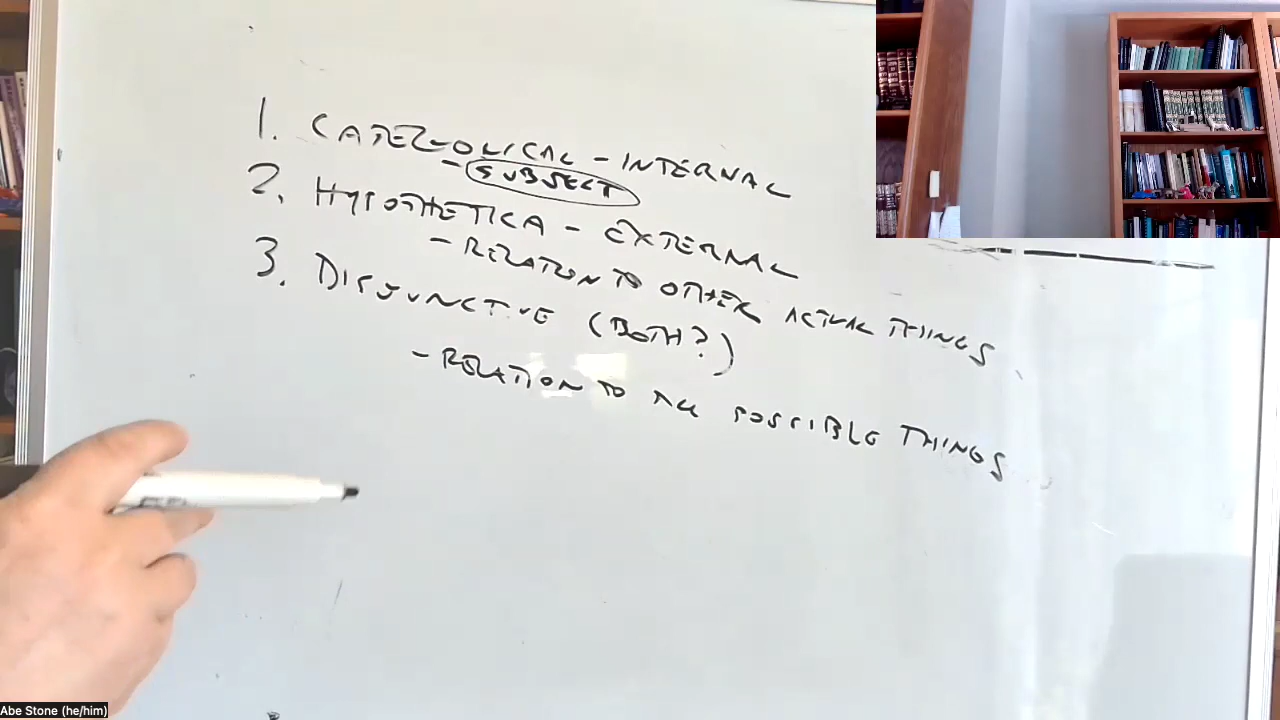 1. CATEGORICAL - INTERNAL
- SUBJECT
2. HYPOTHETICA - EXTERNAL
- RELATION TO OTHER ACTUAL THINGS
3. DISJUNCTIVE (BOTH?)
- RELATION TO ALL POSSIBLE THINGS
Abe Stone (he/him)